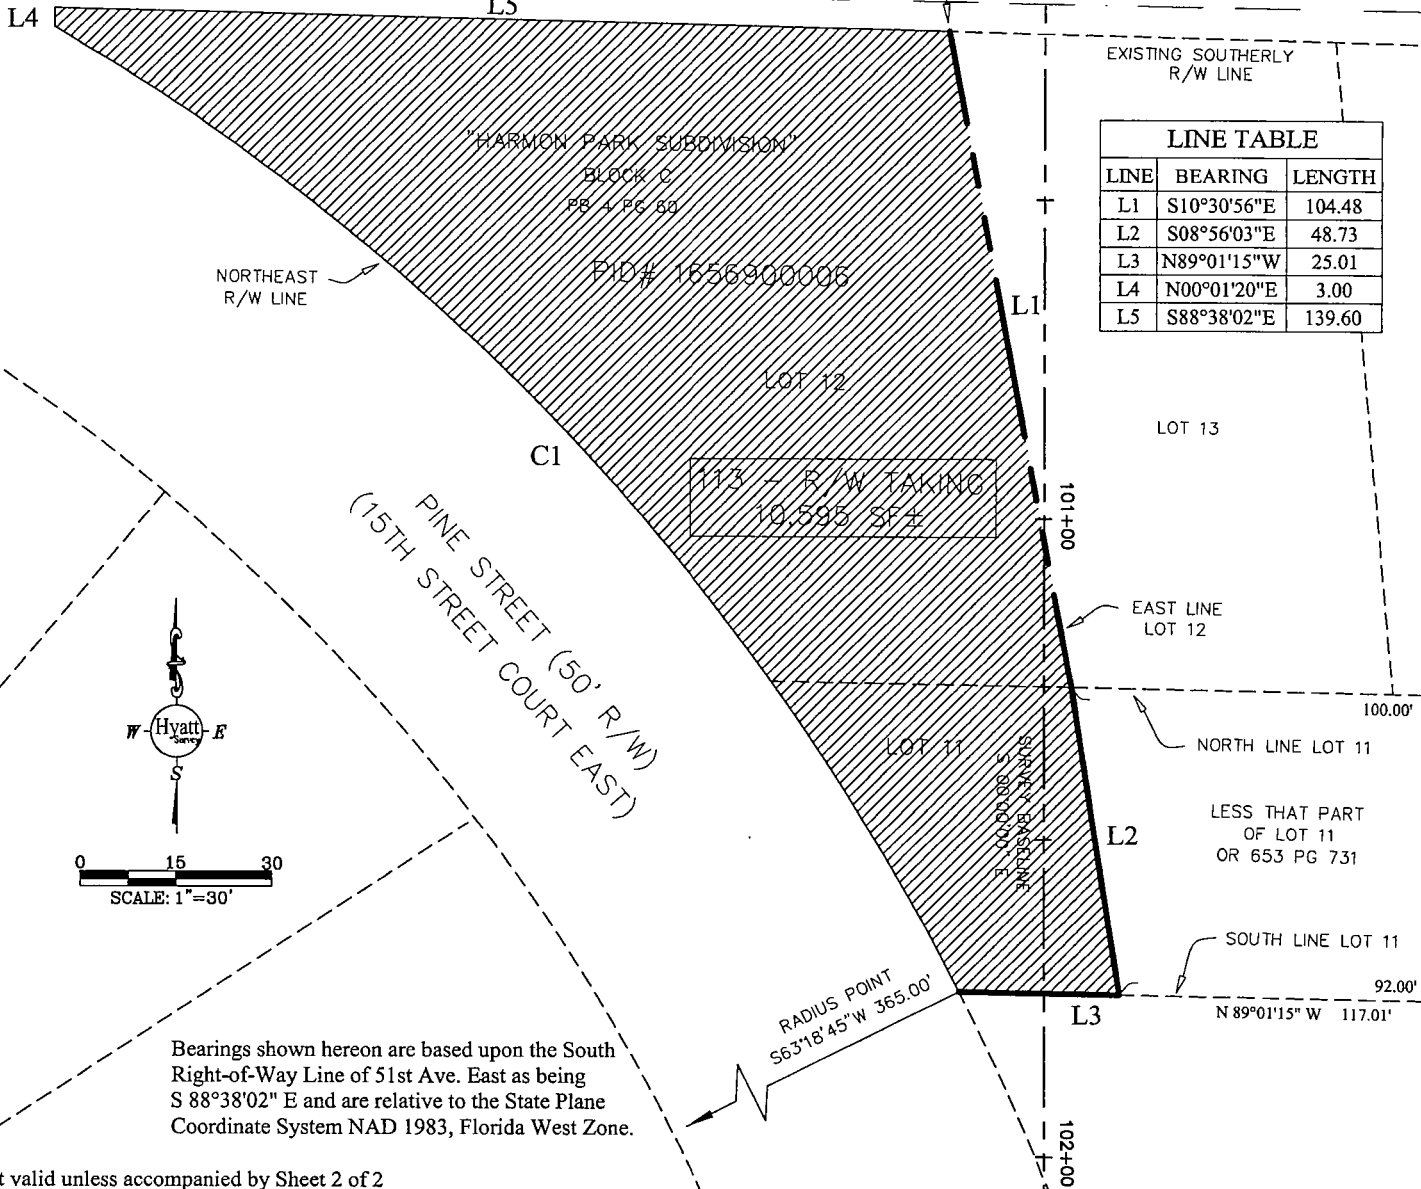 L4
L5
EXISTING SOUTHERLY
R/W LINE
"HARMON PARK SUBDIVISION"
BLOCK C
PB 4 PG 60
PID# 1656900006
NORTHEAST
R/W LINE
L1
LINE TABLE
LINE BEARING LENGTH
L1 S10°30'56"E 104.48
L2 S08°56'03"E 48.73
L3 N89°01'15"W 25.01
L4 N00°01'20"E 3.00
L5 S88°38'02"E 139.60
LOT 12
LOT 13
C1
113 - R/W TAKING
10,595 SF±
101+00
PINE STREET (50' R/W)
(15TH STREET COURT EAST)
EAST LINE
LOT 12
100.00'
NORTH LINE LOT 11
LOT 11
SURVEY BASELINE
S 00°00'00" E
W Hyatt E
Survey
S
L2
LESS THAT PART
OF LOT 11
OR 653 PG 731
0 15 30
SCALE: 1"=30'
SOUTH LINE LOT 11
92.00'
N 89°01'15" W 117.01'
L3
RADIUS POINT
S63°18'45"W 365.00'
Bearings shown hereon are based upon the South
Right-of-Way Line of 51st Ave. East as being
S 88°38'02" E and are relative to the State Plane
Coordinate System NAD 1983, Florida West Zone.
102+00
t valid unless accompanied by Sheet 2 of 2